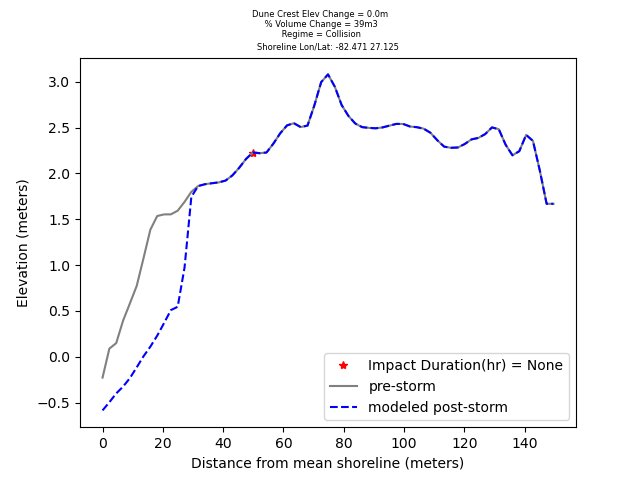 Dune Crest Elev Change = 0.0m
% Volume Change = 39m3
Regime = Collision
Shoreline Lon/Lat: -82.471 27.125
3.0
2.5
2.0
1.5
1.0
0.5
0.0
−0.5
Elevation (meters)
Impact Duration(hr) = None
pre-storm
modeled post-storm
0 20 40 60 80 100 120 140
Distance from mean shoreline (meters)